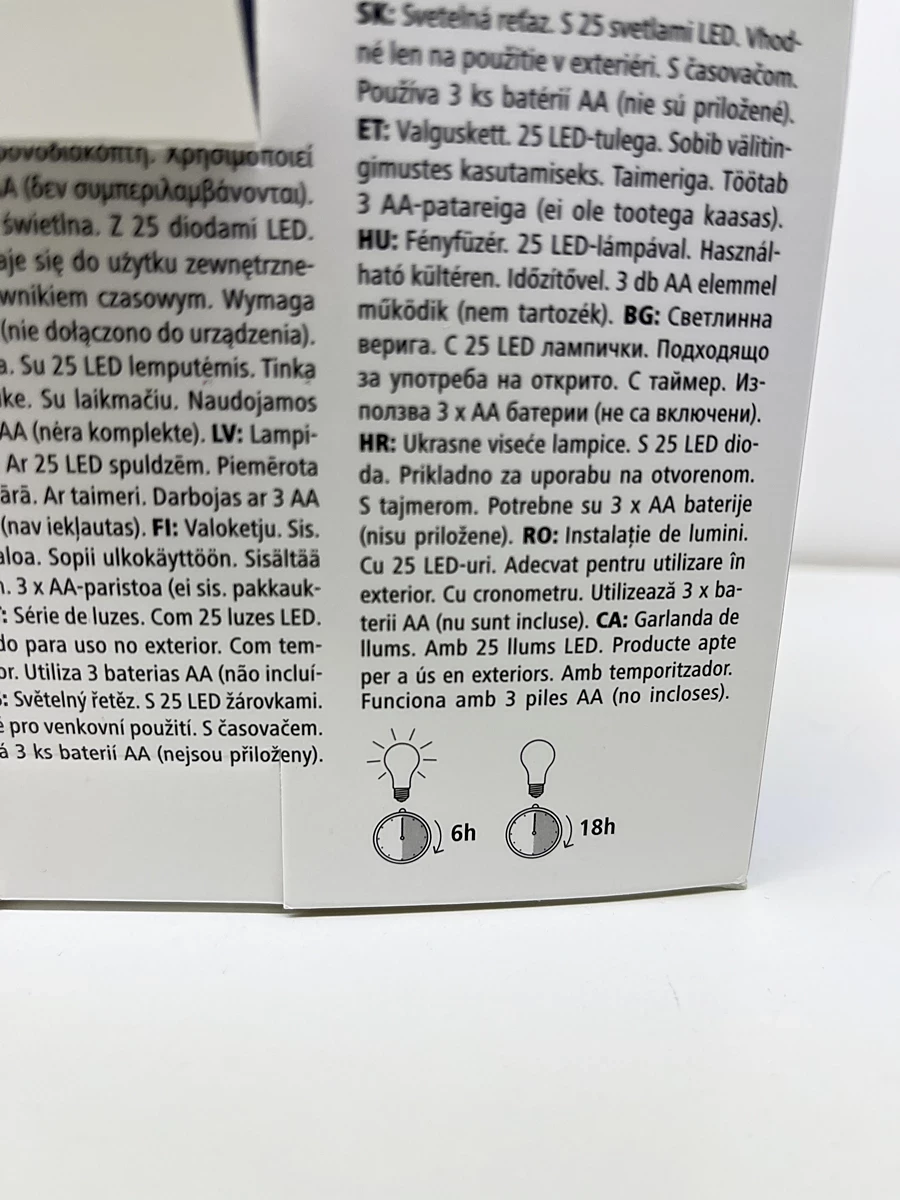 ρονοδιακόπτη. Χρησιμοποιεί
A (δεν συμπεριλαμβάνονται).
świetlna. Z 25 diodami LED.
aje się do użytku zewnętrzne-
wnikiem czasowym. Wymaga
(nie dołączono do urządzenia).
a. Su 25 LED lemputėmis. Tinka
ke. Su laikmačiu. Naudojamos
AA (nėra komplekte). LV: Lampi-
Ar 25 LED spuldzēm. Piemērota
ārā. Ar taimeri. Darbojas ar 3 AA
(nav iekļautas). FI: Valoketju. Sis.
aloa. Sopii ulkokäyttöön. Sisältää
n. 3 x AA-paristoa (ei sis. pakkauk-
: Série de luzes. Com 25 luzes LED.
do para uso no exterior. Com tem-
or. Utiliza 3 baterias AA (não incluí-
: Světelný řetěz. S 25 LED žárovkami.
é pro venkovní použití. S časovačem.
á 3 ks baterií AA (nejsou přiloženy).
SK: Svetelná reťaz. S 25 svetlami LED. Vhod-
né len na použitie v exteriéri. S časovačom.
Používa 3 ks batérií AA (nie sú priložené).
ET: Valguskett. 25 LED-tulega. Sobib välitin-
gimustes kasutamiseks. Taimeriga. Töötab
3 AA-patareiga (ei ole tootega kaasas).
HU: Fényfüzér. 25 LED-lámpával. Használ-
ható kültéren. Időzítővel. 3 db AA elemmel
működik (nem tartozék). BG: Светлинна
верига. С 25 LED лампички. Подходящо
за употреба на открито. С таймер. Из-
ползва 3 x AA батерии (не са включени).
HR: Ukrasne viseće lampice. S 25 LED dio-
da. Prikladno za uporabu na otvorenom.
S tajmerom. Potrebne su 3 x AA baterije
(nisu priložene). RO: Instalație de lumini.
Cu 25 LED-uri. Adecvat pentru utilizare în
exterior. Cu cronometru. Utilizează 3 x ba-
terii AA (nu sunt incluse). CA: Garlanda de
llums. Amb 25 llums LED. Producte apte
per a ús en exteriors. Amb temporitzador.
Funciona amb 3 piles AA (no incloses).
6h
18h